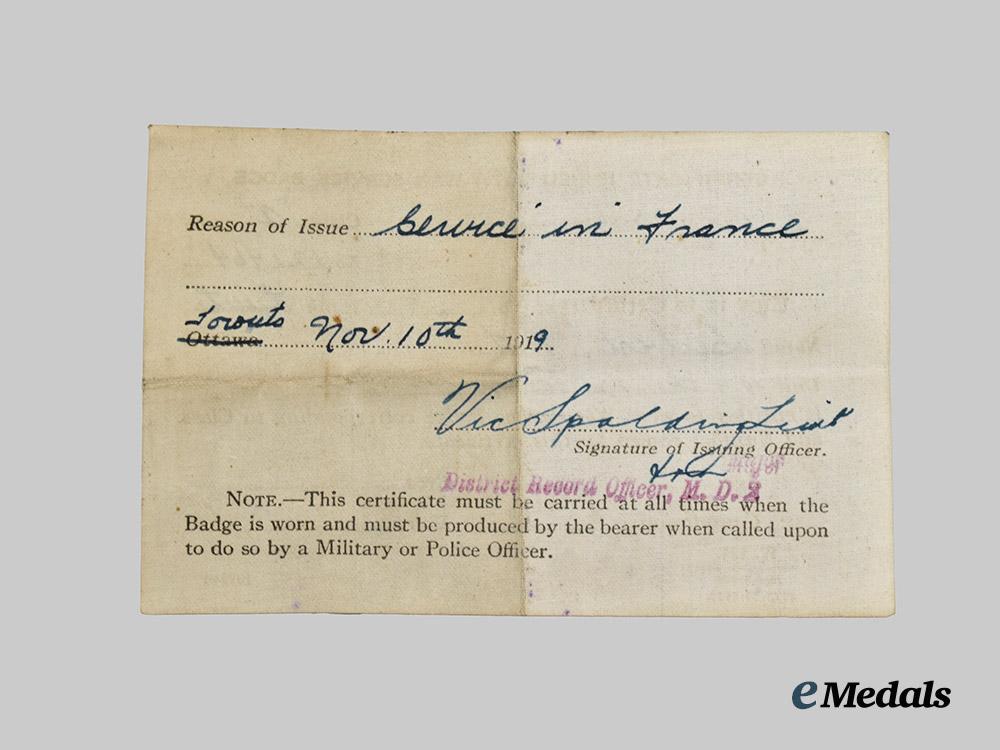 Reason of Issue Service in France
Toronto Nov. 10th 1919
Ottawa
Vic Spalding Lieut
Signature of Issuing Officer.
for Major
District Record Officer, M. D. 2
NOTE.—This certificate must be carried at all times when the
Badge is worn and must be produced by the bearer when called upon
to do so by a Military or Police Officer.
eMedals